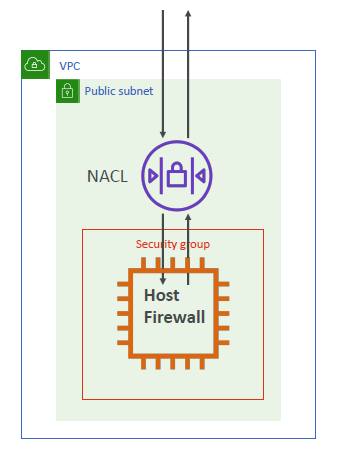 VPC
Public subnet
NACL
Security group
Host
Firewall